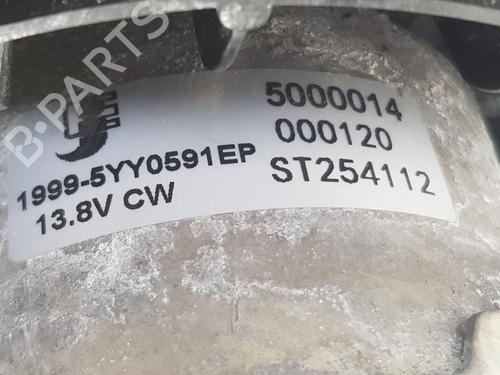 B-PARTS
5000014
000120
ST254112
1999-5YY0591EP
13.8V CW